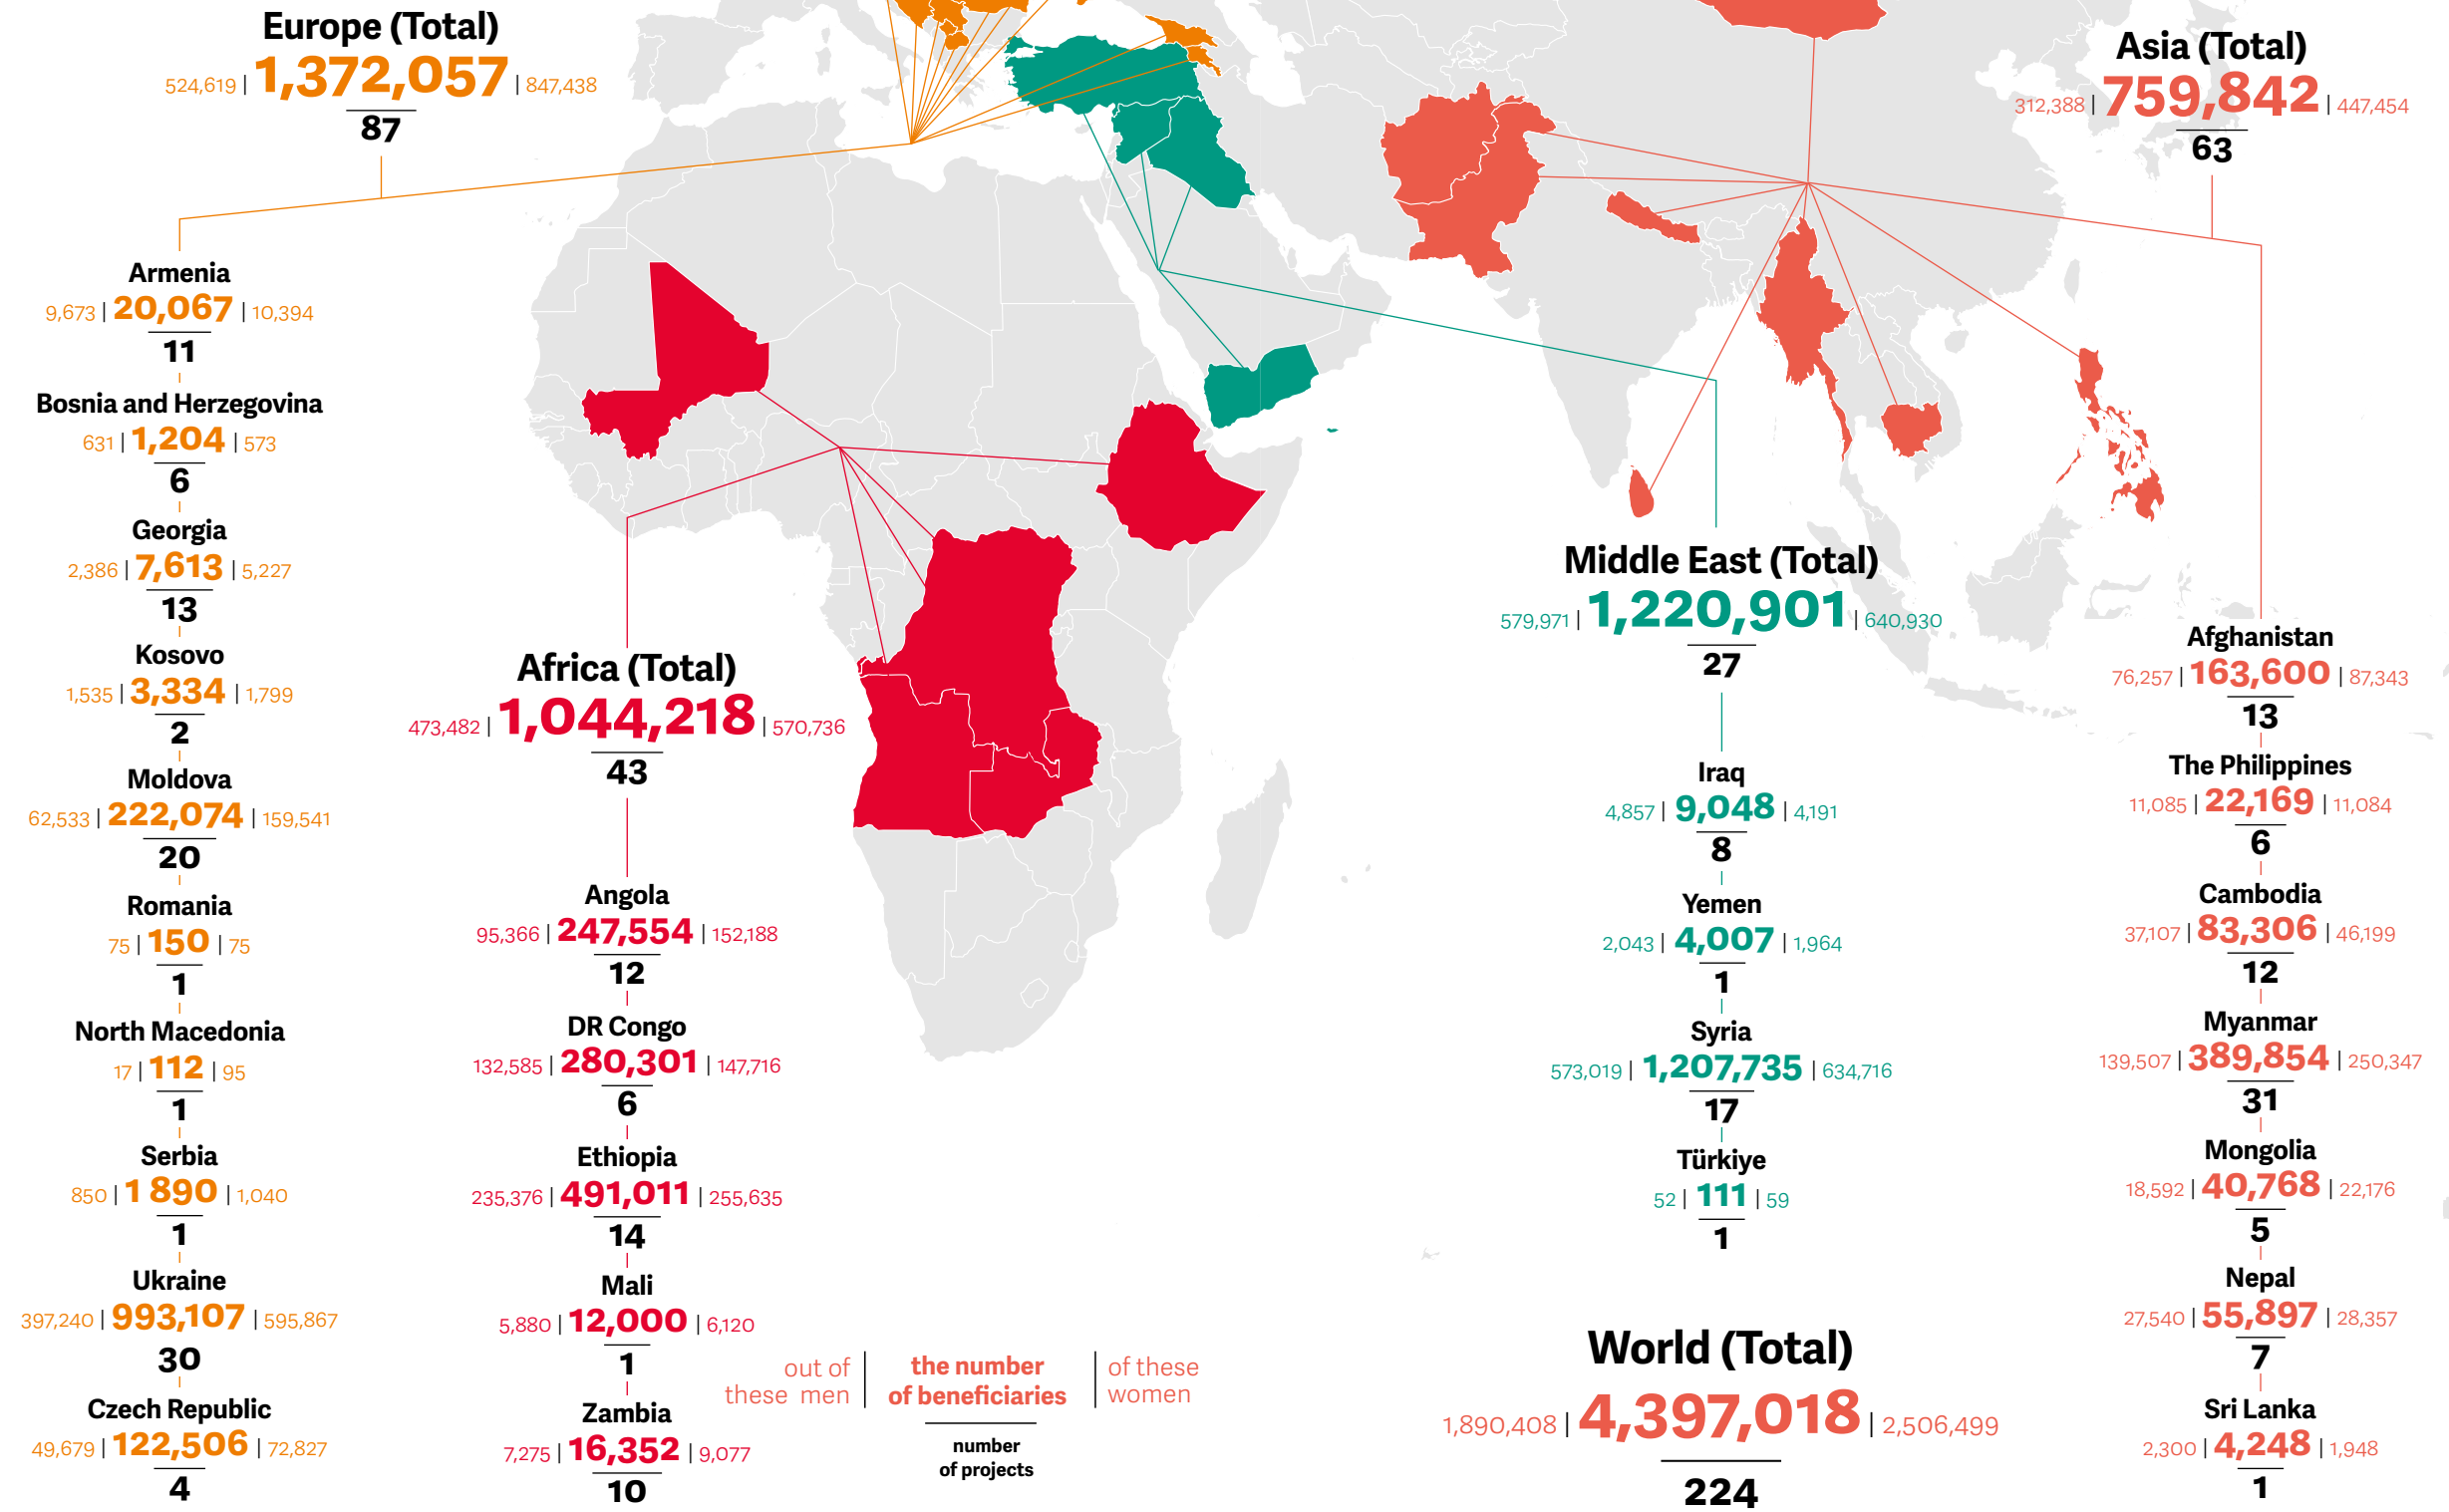 Europe (Total)
524,619 | 1,372,057 | 847,438
87
Armenia
9,673 | 20,067 | 10,394
11
Bosnia and Herzegovina
631 | 1,204 | 573
6
Georgia
2,386 | 7,613 | 5,227
13
Kosovo
1,535 | 3,334 | 1,799
2
Moldova
62,533 | 222,074 | 159,541
20
Romania
75 | 150 | 75
1
North Macedonia
17 | 112 | 95
1
Serbia
850 | 1 890 | 1,040
1
Ukraine
397,240 | 993,107 | 595,867
30
Czech Republic
49,679 | 122,506 | 72,827
4
Africa (Total)
473,482 | 1,044,218 | 570,736
43
Angola
95,366 | 247,554 | 152,188
12
DR Congo
132,585 | 280,301 | 147,716
6
Ethiopia
235,376 | 491,011 | 255,635
14
Mali
5,880 | 12,000 | 6,120
1
Zambia
7,275 | 16,352 | 9,077
10
out of
these men
the number
of beneficiaries
of these
women
number
of projects
Middle East (Total)
579,971 | 1,220,901 | 640,930
27
Iraq
4,857 | 9,048 | 4,191
8
Yemen
2,043 | 4,007 | 1,964
1
Syria
573,019 | 1,207,735 | 634,716
17
Türkiye
52 | 111 | 59
1
World (Total)
1,890,408 | 4,397,018 | 2,506,499
224
Asia (Total)
312,388 | 759,842 | 447,454
63
Afghanistan
76,257 | 163,600 | 87,343
13
The Philippines
11,085 | 22,169 | 11,084
6
Cambodia
37,107 | 83,306 | 46,199
12
Myanmar
139,507 | 389,854 | 250,347
31
Mongolia
18,592 | 40,768 | 22,176
5
Nepal
27,540 | 55,897 | 28,357
7
Sri Lanka
2,300 | 4,248 | 1,948
1